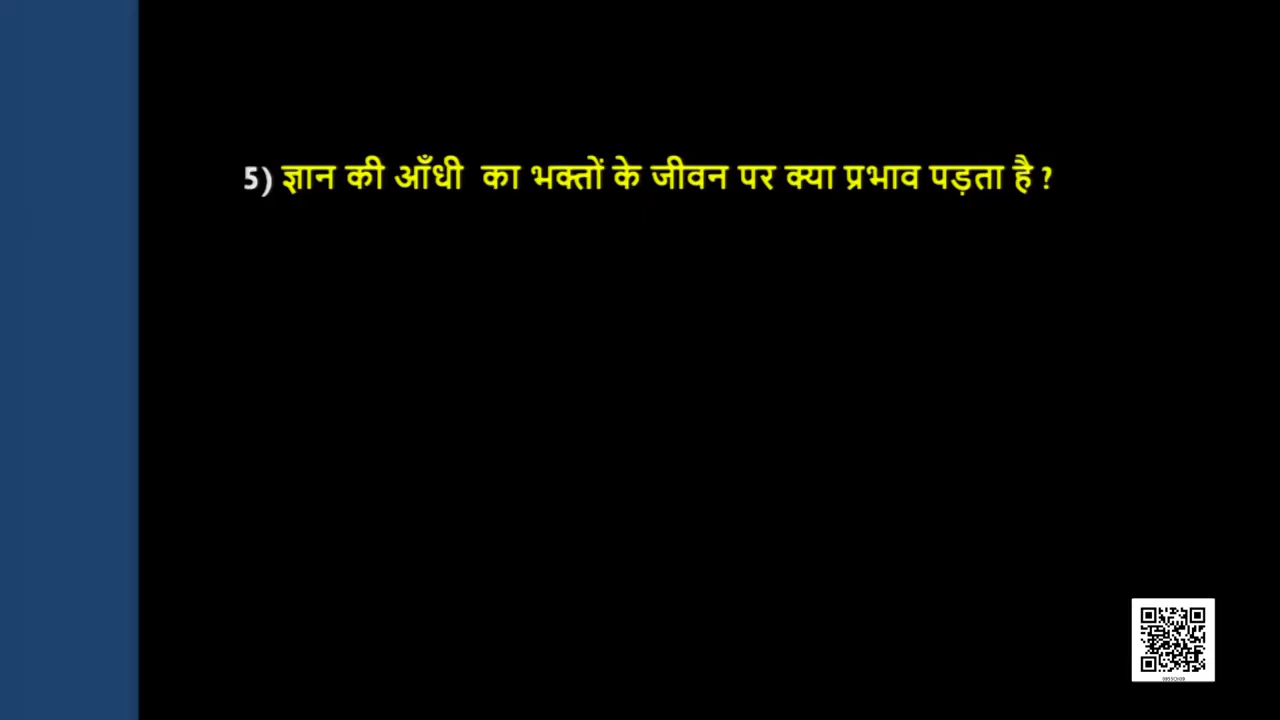 5) ज्ञान की आँधी का भक्तों के जीवन पर क्या प्रभाव पड़ता है ?